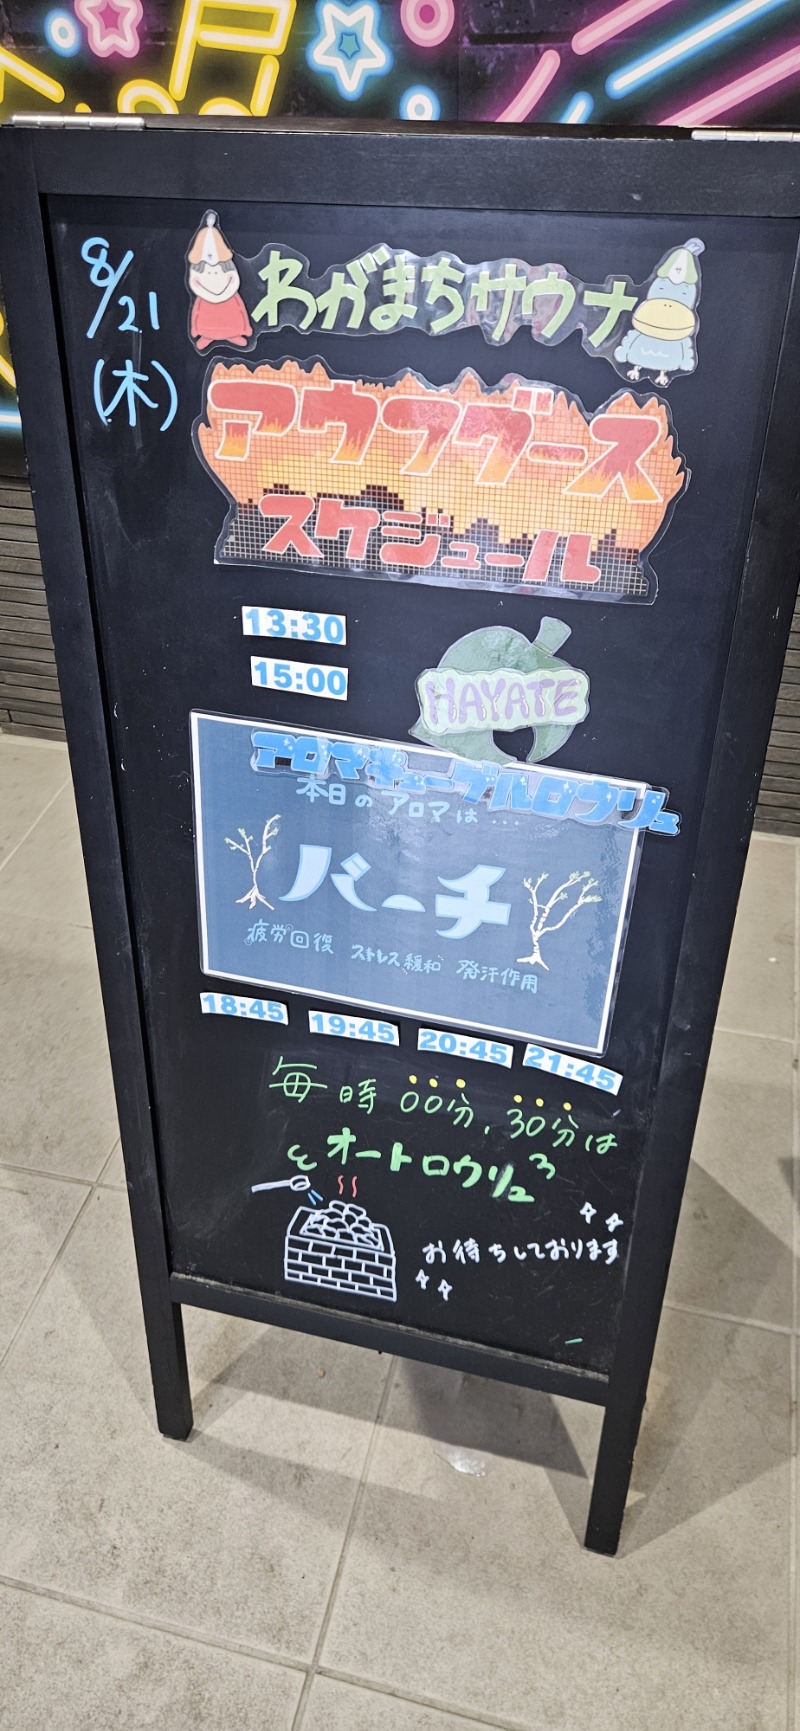 8/21
(木)
わがまちサウナ
アウフグース
スケジュール
13:30
15:00
HAYATE
アロマキューブハロウリュ
本日のアロマは...
バーチ
疲労回復 ストレス緩和 発汗作用
18:45 19:45 20:45 21:45
毎時00分、30分は
オートロウリュ
お待ちしております